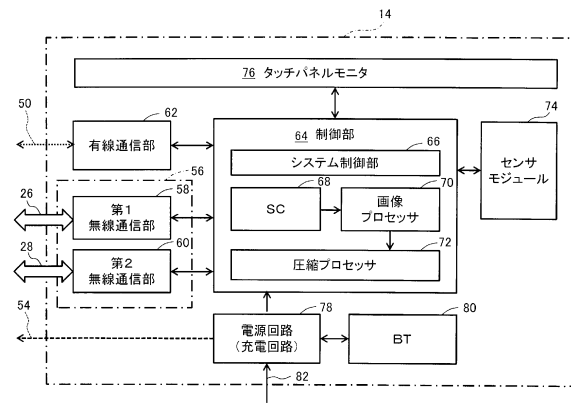 14
76 タッチパネルモニタ
50
62
有線通信部
64 制御部
66
システム制御部
74
センサ
モジュール
56
26
58
第1
無線通信部
68
SC
70
画像
プロセッサ
28
60
第2
無線通信部
72
圧縮プロセッサ
54
78
電源回路
(充電回路)
80
BT
82